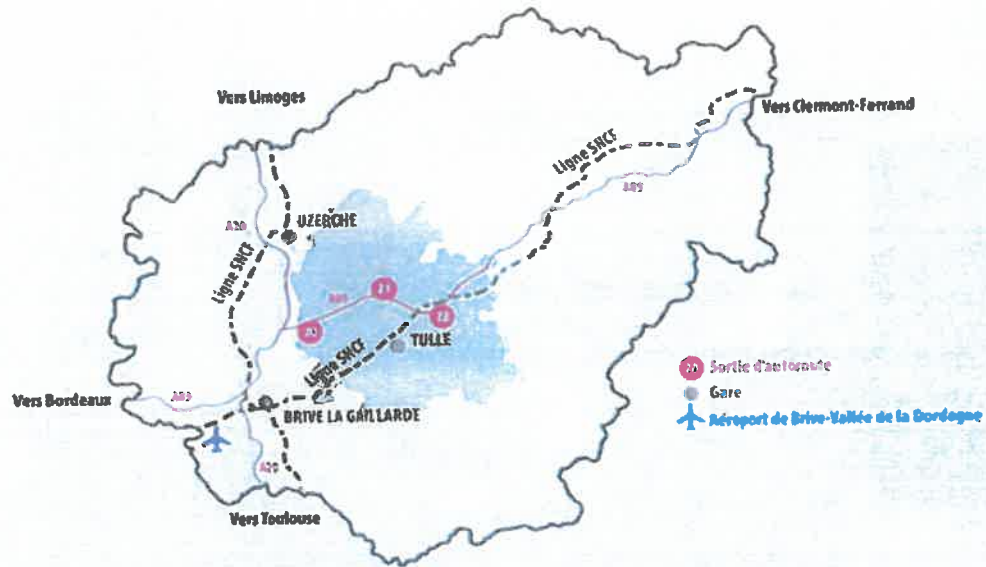 Vers Limoges
Vers Clermont-Ferrand
Ligne SNCF
A89
A20
UZERCHE
Ligne SNCF
A89
21
20
22
TULLE
Ligne SNCF
Vers Bordeaux
A89
BRIVE LA GAILLARDE
A20
Vers Toulouse
20 Sortie d'autoroute
Gare
Aéroport de Brive-Vallée de la Dordogne